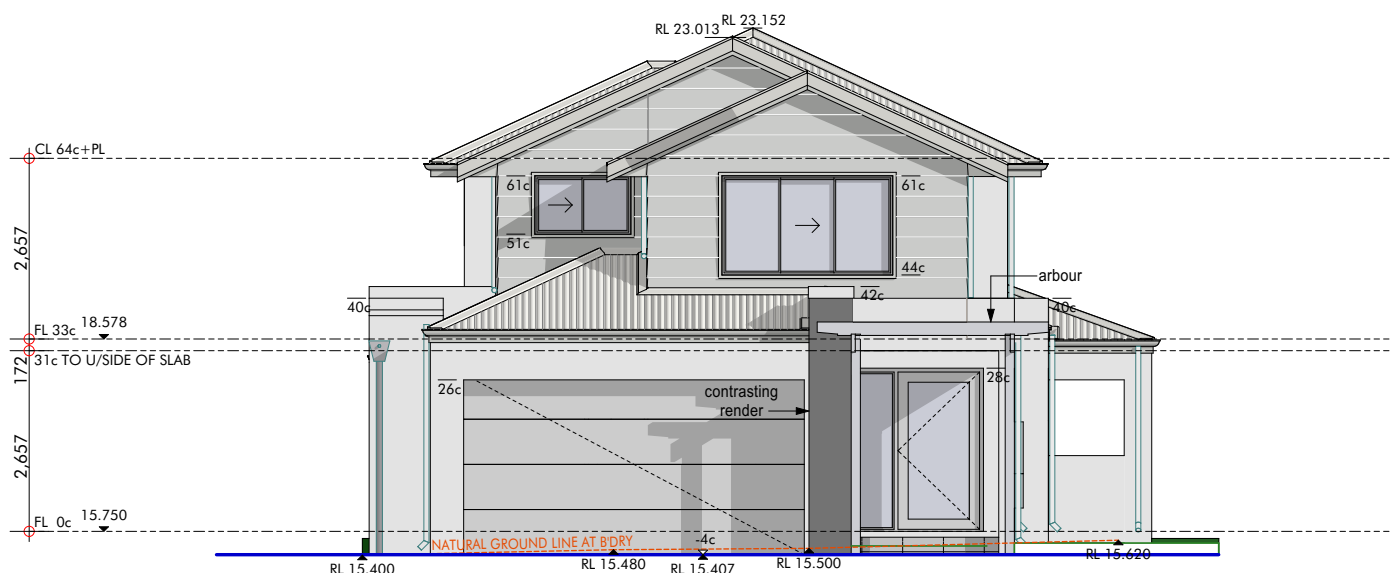 RL 23.152
RL 23.013
CL 64c+PL
61c
61c
51c
2,657
44c
arbour
42c
40c
40c
FL 33c 18.578
172
31c TO U/SIDE OF SLAB
26c
28c
contrasting
render
2,657
FL 0c 15.750
NATURAL GROUND LINE AT B'DRY
-4c
RL 15.400
RL 15.480
RL 15.407
RL 15.500
RL 15.620